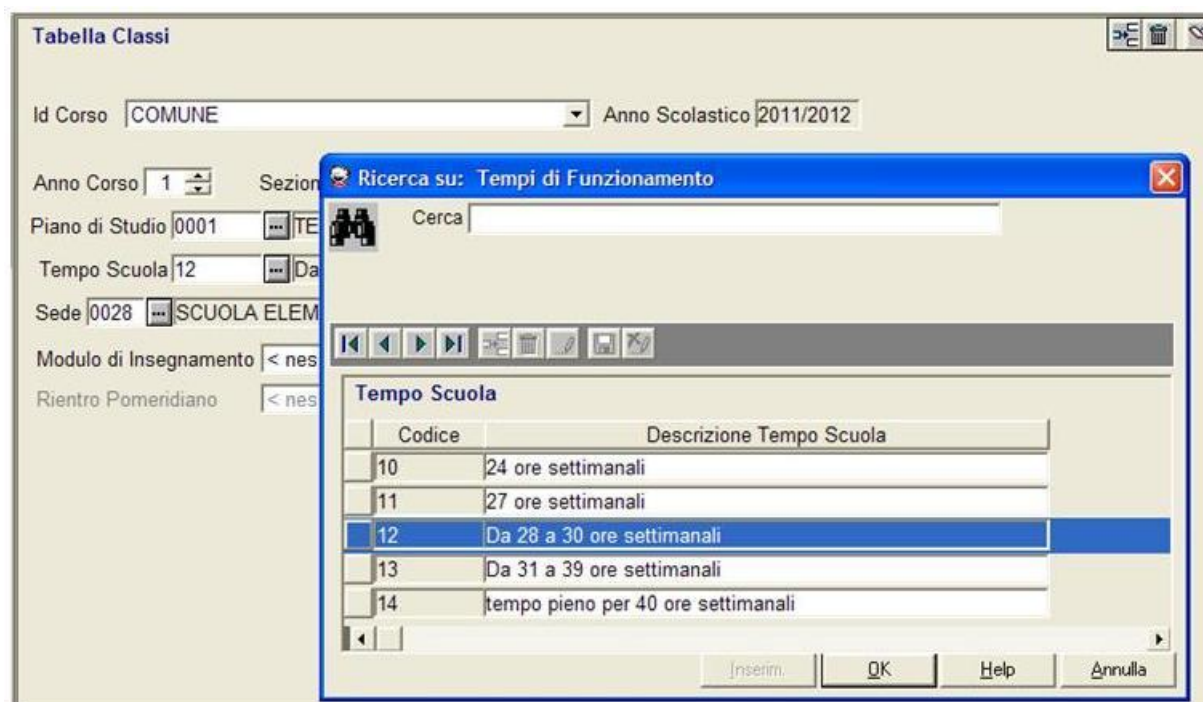 Tabella Classi
Id Corso COMUNE Anno Scolastico 2011/2012
Anno Corso 1 Sezion
Piano di Studio 0001 TE
Tempo Scuola 12 Da
Sede 0028 SCUOLA ELEM
Modulo di Insegnamento < nes
Rientro Pomeridiano < nes
Ricerca su: Tempi di Funzionamento
Cerca
Tempo Scuola
Codice Descrizione Tempo Scuola
10 24 ore settimanali
11 27 ore settimanali
12 Da 28 a 30 ore settimanali
13 Da 31 a 39 ore settimanali
14 tempo pieno per 40 ore settimanali
Inserim. OK Help Annulla